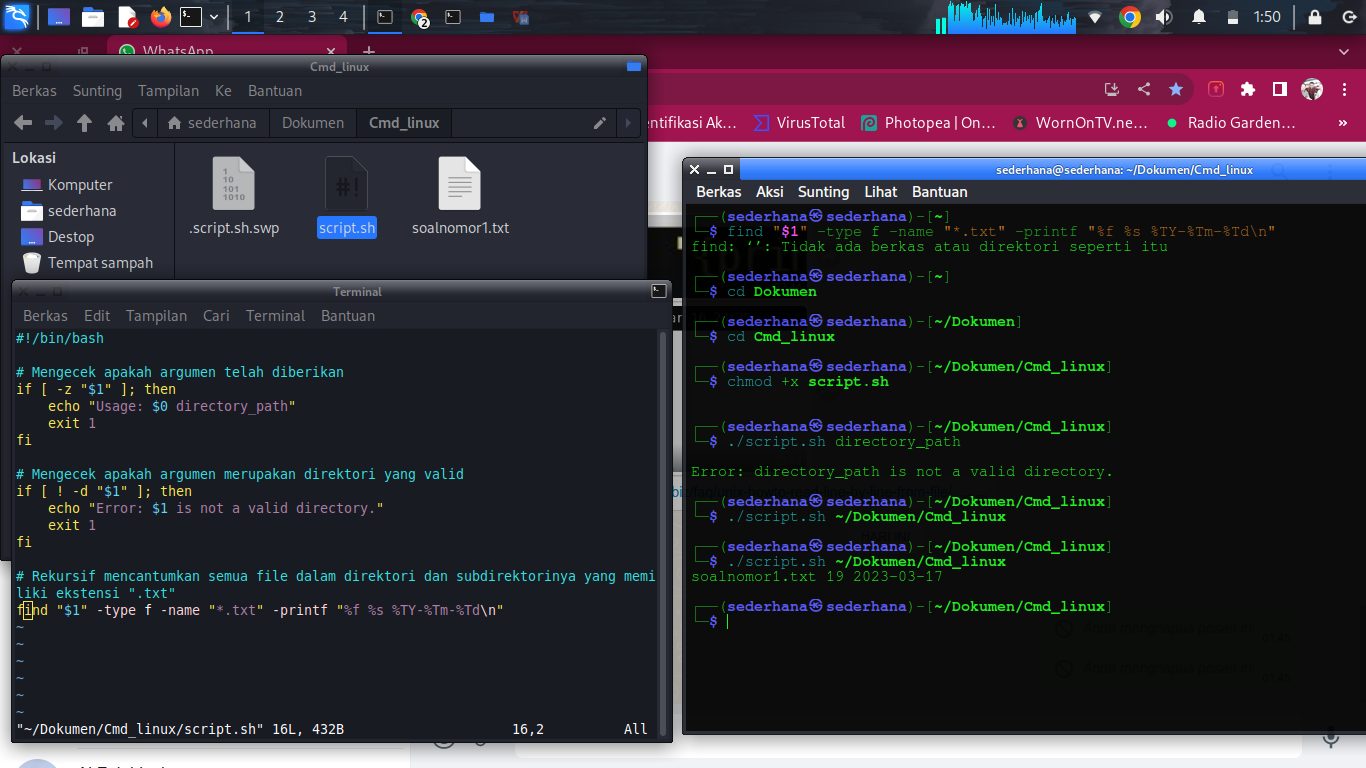 1 2 3 4
2
1:50
WhatsApp
Cmd_linux
Berkas Sunting Tampilan Ke Bantuan
sederhana Dokumen Cmd_linux
VirusTotal Photopea | On... WornOnTV.ne... Radio Garden... »
Lokasi
Komputer
sederhana
Destop
Tempat sampah
.script.sh.swp script.sh soalnomor1.txt
Terminal
Berkas Edit Tampilan Cari Terminal Bantuan
#!/bin/bash
# Mengecek apakah argumen telah diberikan
if [ -z "$1" ]; then
echo "Usage: $0 directory_path"
exit 1
fi
# Mengecek apakah argumen merupakan direktori yang valid
if [ ! -d "$1" ]; then
echo "Error: $1 is not a valid directory."
exit 1
fi
# Rekursif mencantumkan semua file dalam direktori dan subdirektorinya yang memi
liki ekstensi ".txt"
find "$1" -type f -name "*.txt" -printf "%f %s %TY-%Tm-%Td\n"
~
~
~
~
~
~
"~/Dokumen/Cmd_linux/script.sh" 16L, 432B 16,2 All
sederhana@sederhana: ~/Dokumen/Cmd_linux
Berkas Aksi Sunting Lihat Bantuan
┌──(sederhana㉿sederhana)-[~]
└─$ find "$1" -type f -name "*.txt" -printf "%f %s %TY-%Tm-%Td\n"
find: ‘’: Tidak ada berkas atau direktori seperti itu
┌──(sederhana㉿sederhana)-[~]
└─$ cd Dokumen
┌──(sederhana㉿sederhana)-[~/Dokumen]
└─$ cd Cmd_linux
┌──(sederhana㉿sederhana)-[~/Dokumen/Cmd_linux]
└─$ chmod +x script.sh
┌──(sederhana㉿sederhana)-[~/Dokumen/Cmd_linux]
└─$ ./script.sh directory_path
Error: directory_path is not a valid directory.
┌──(sederhana㉿sederhana)-[~/Dokumen/Cmd_linux]
└─$ ./script.sh ~/Dokumen/Cmd_linux
┌──(sederhana㉿sederhana)-[~/Dokumen/Cmd_linux]
└─$ ./script.sh ~/Dokumen/Cmd_linux
soalnomor1.txt 19 2023-03-17
┌──(sederhana㉿sederhana)-[~/Dokumen/Cmd_linux]
└─$